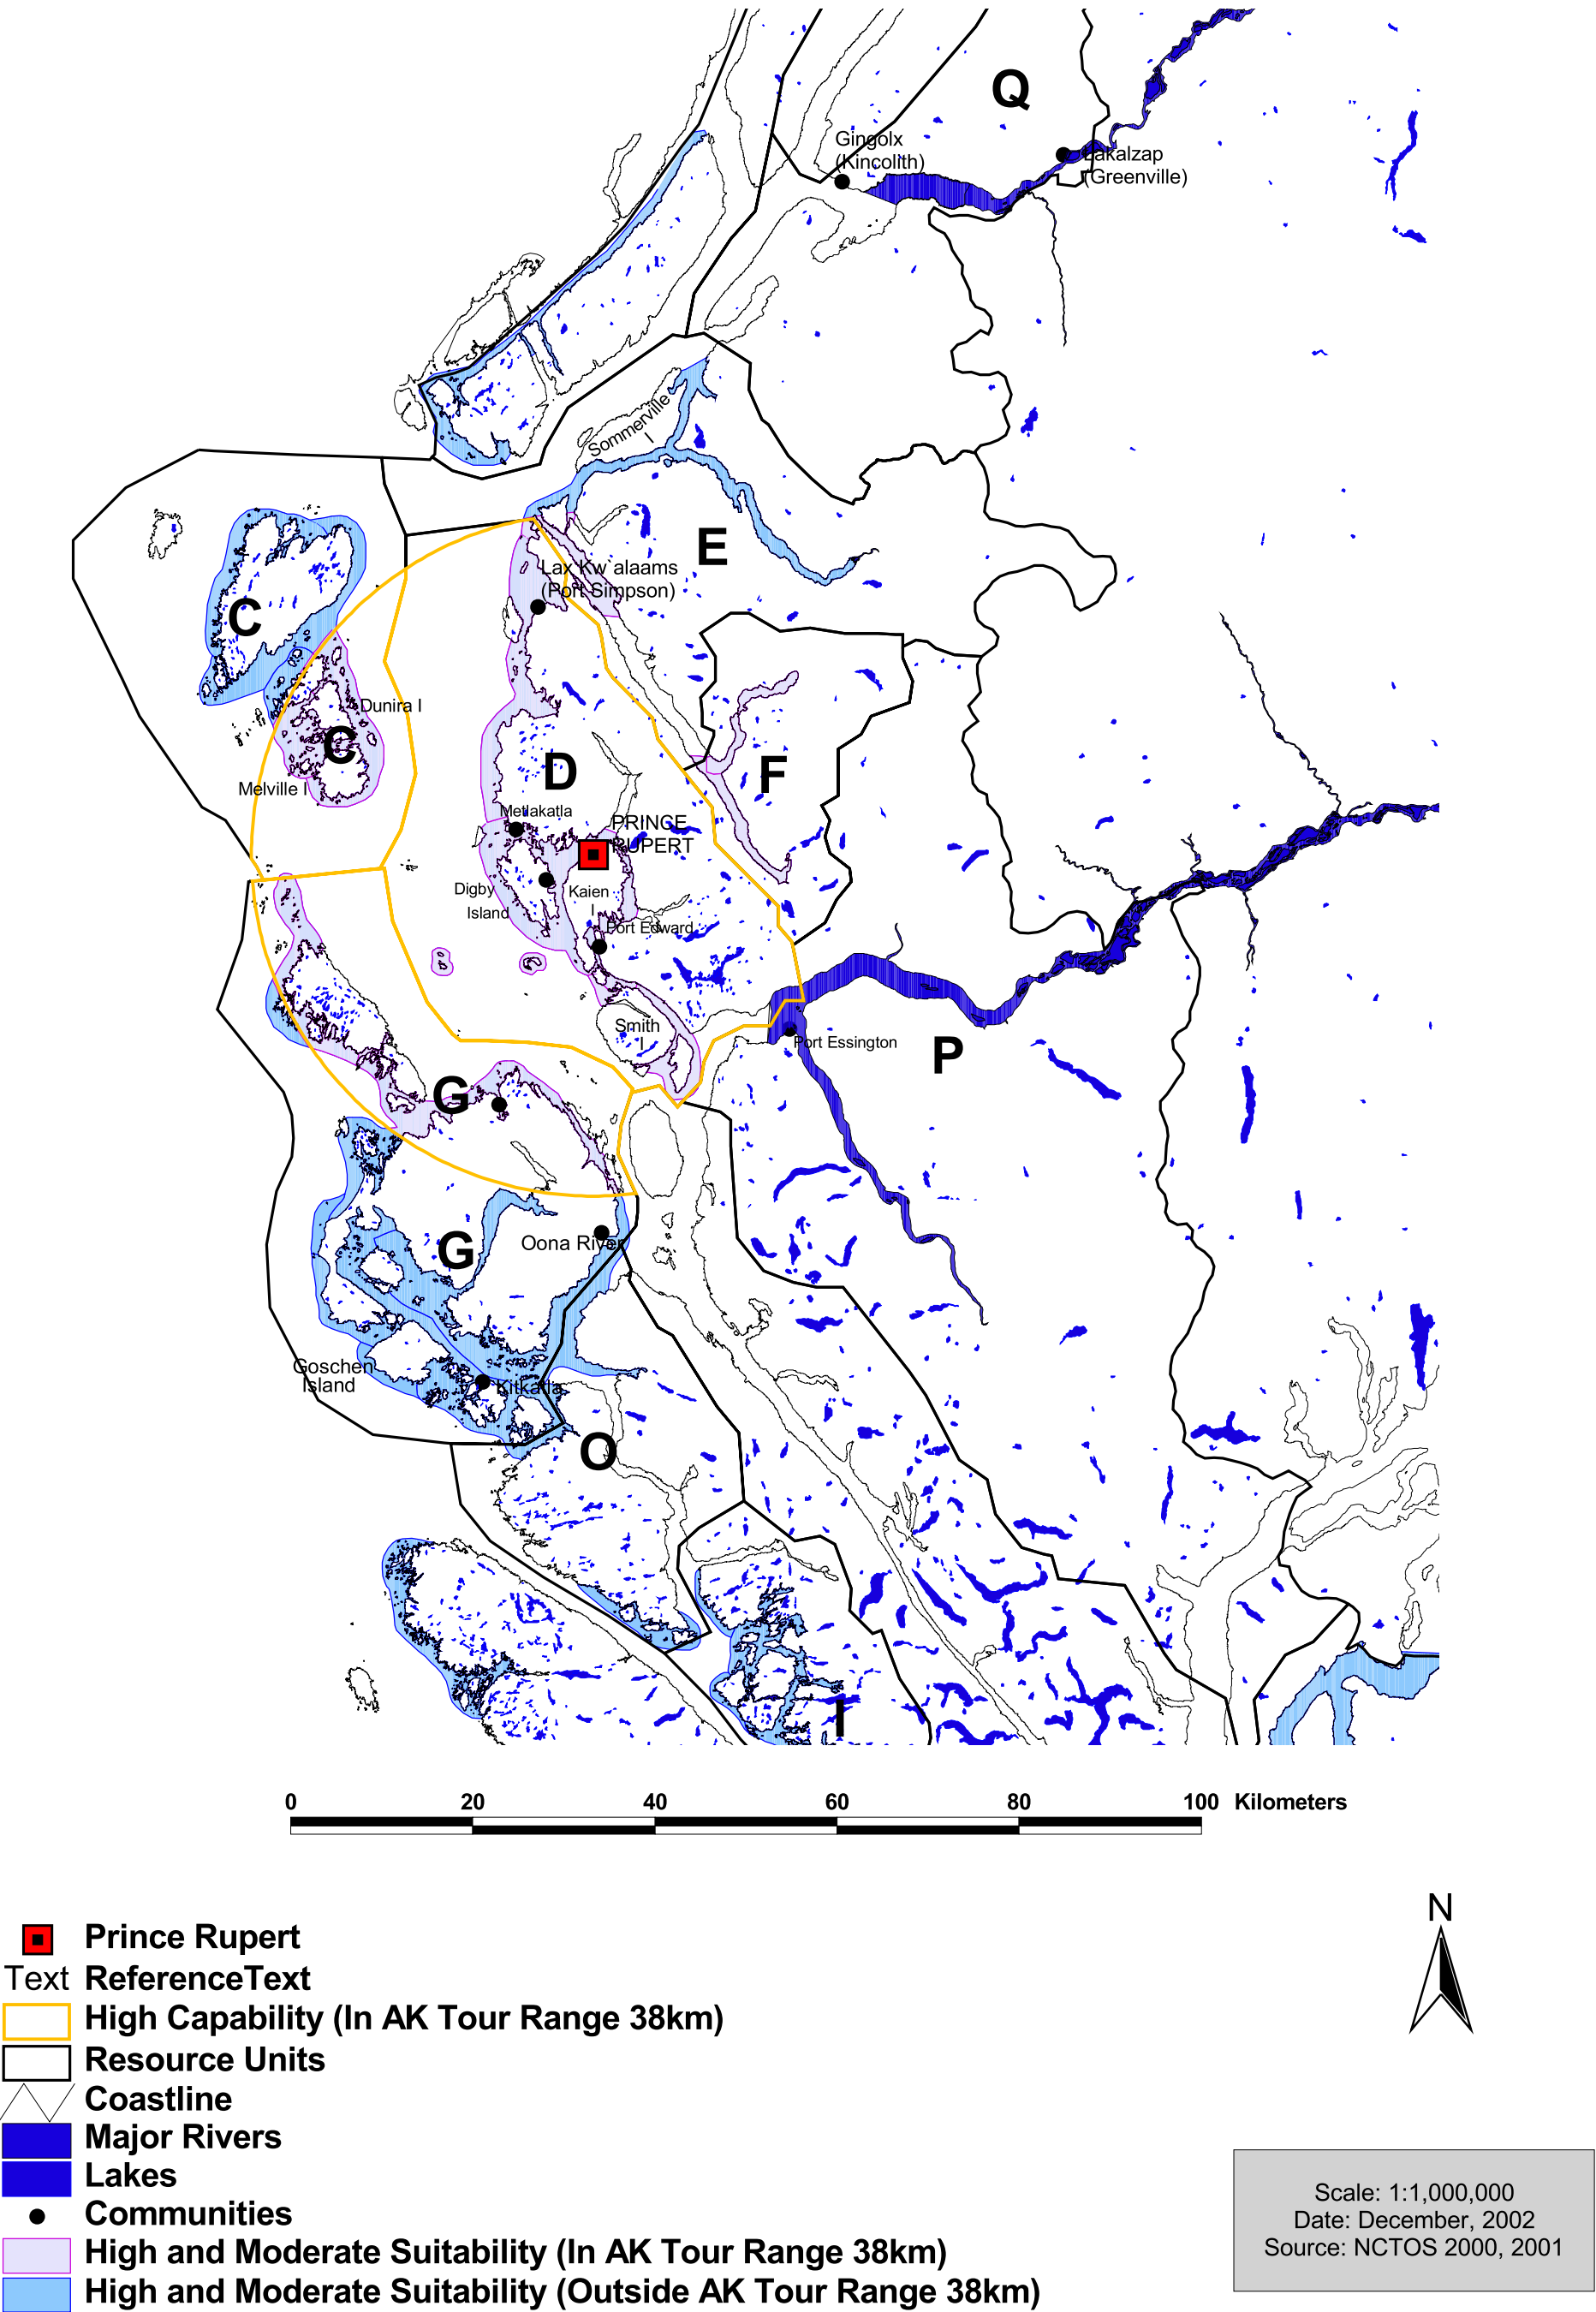 Q
Gingolx
(Kincolith)
Lakalzap
(Greenville)
Sommerville
I
E
Lax Kw`alaams
(Port Simpson)
C
Dunira I
C
Melville I
D
F
Metlakatla
PRINCE
RUPERT
Digby
Island
Kaien
I
Port Edward
Smith
I
Port Essington
P
G
G
Oona River
Goschen
Island
Kitkatla
O
I
0 20 40 60 80 100 Kilometers
N
Prince Rupert
Text ReferenceText
High Capability (In AK Tour Range 38km)
Resource Units
Coastline
Major Rivers
Lakes
Communities
High and Moderate Suitability (In AK Tour Range 38km)
High and Moderate Suitability (Outside AK Tour Range 38km)
Scale: 1:1,000,000
Date: December, 2002
Source: NCTOS 2000, 2001